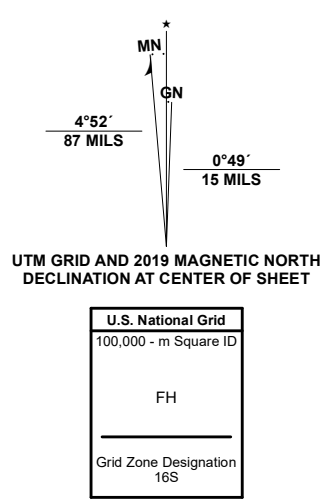 MN
GN
4°52´
87 MILS
0°49´
15 MILS
UTM GRID AND 2019 MAGNETIC NORTH
DECLINATION AT CENTER OF SHEET
U.S. National Grid
100,000 - m Square ID
FH
Grid Zone Designation
16S